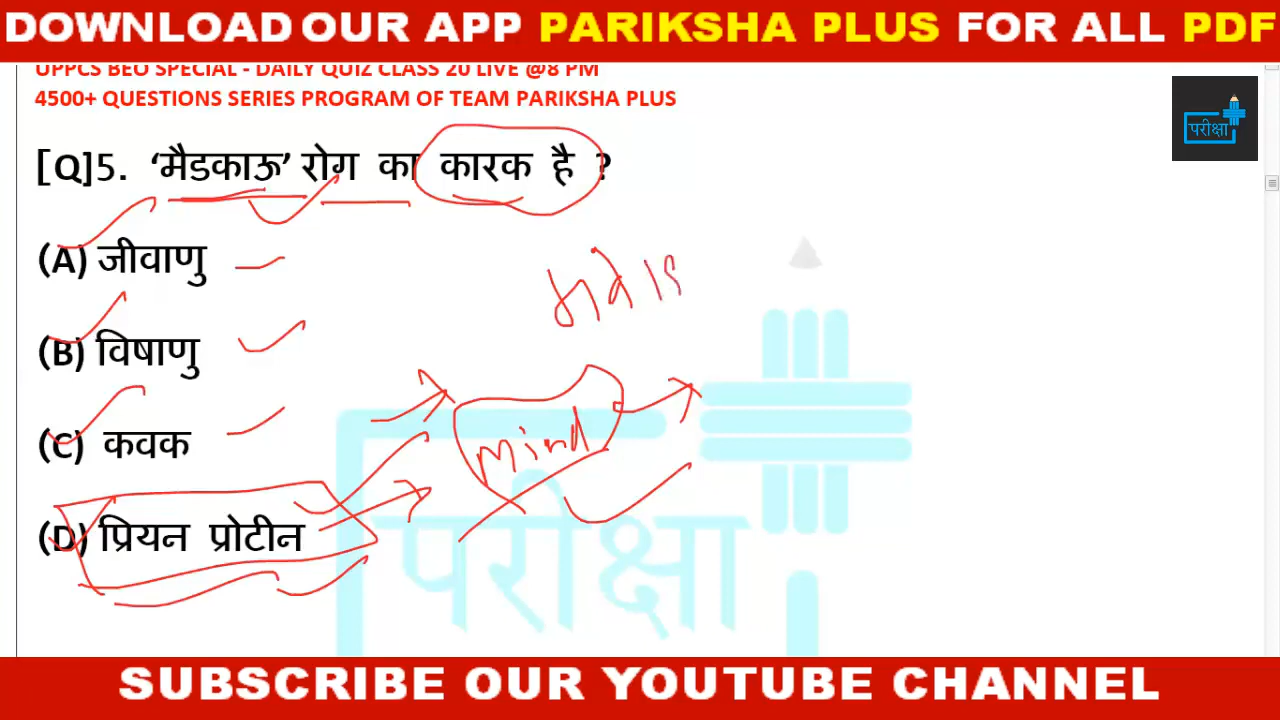 DOWNLOAD OUR APP PARIKSHA PLUS FOR ALL PDF
UPPCS BEO SPECIAL - DAILY QUIZ CLASS 20 LIVE @8 PM
4500+ QUESTIONS SERIES PROGRAM OF TEAM PARIKSHA PLUS
परीक्षा
[Q]5. ‘मैडकाऊ’ रोग का कारक है ?
(A) जीवाणु
(B) विषाणु
(C) कवक
Mind
(D) प्रियन प्रोटीन
परीक्षा
SUBSCRIBE OUR YOUTUBE CHANNEL